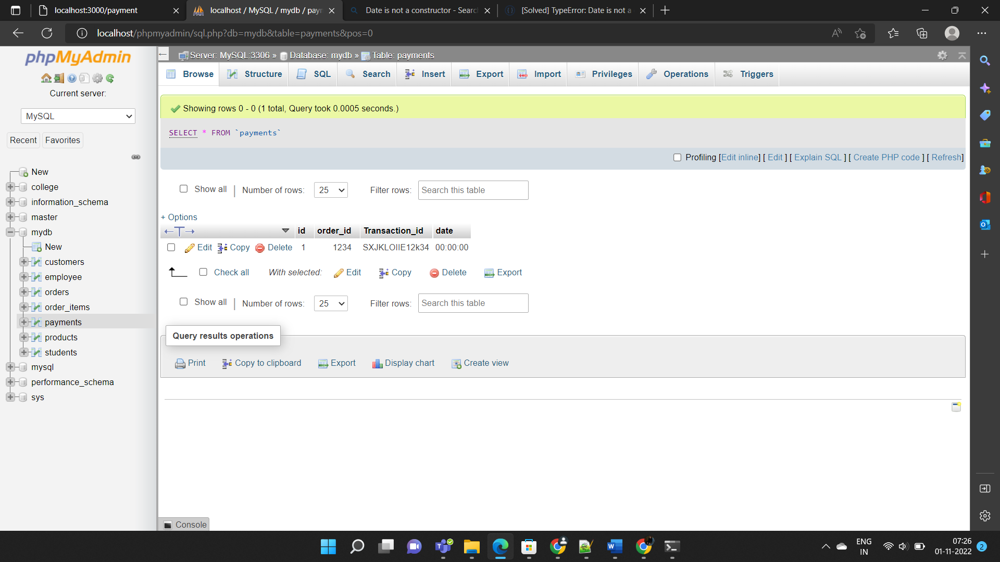 localhost:3000/payment
localhost / MySQL / mydb / pay
Date is not a constructor - Searc
[Solved] TypeError: Date is not a
localhost/phpmyadmin/sql.php?db=mydb&table=payments&pos=0
phpMyAdmin
Current server:
MySQL
Recent
Favorites
New
college
information_schema
master
mydb
New
customers
employee
orders
order_items
payments
products
students
mysql
performance_schema
sys
Server: MySQL:3306 » Database: mydb » Table: payments
Browse
Structure
SQL
Search
Insert
Export
Import
Privileges
Operations
Triggers
Showing rows 0 - 0 (1 total, Query took 0.0005 seconds.)
SELECT * FROM `payments`
Profiling [Edit inline] [ Edit ] [ Explain SQL ] [ Create PHP code ] [ Refresh]
Show all
Number of rows: 25
Filter rows: Search this table
+ Options
id order_id Transaction_id date
Edit Copy Delete 1 1234 SXJKLOIIE12k34 00:00:00
Check all With selected: Edit Copy Delete Export
Show all
Number of rows: 25
Filter rows: Search this table
Query results operations
Print Copy to clipboard Export Display chart Create view
Console
ENG
IN
07:26
01-11-2022
2